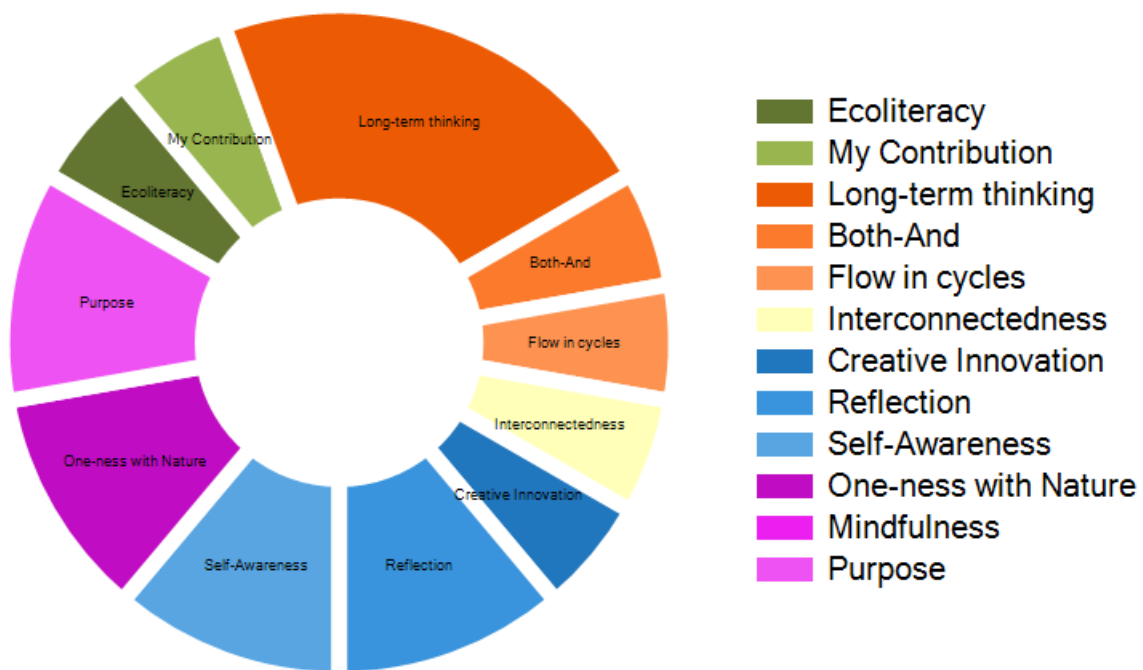 Long-term thinking
My Contribution
Ecoliteracy
Both-And
Purpose
Flow in cycles
Interconnectedness
One-ness with Nature
Creative Innovation
Self-Awareness
Reflection
Ecoliteracy
My Contribution
Long-term thinking
Both-And
Flow in cycles
Interconnectedness
Creative Innovation
Reflection
Self-Awareness
One-ness with Nature
Mindfulness
Purpose